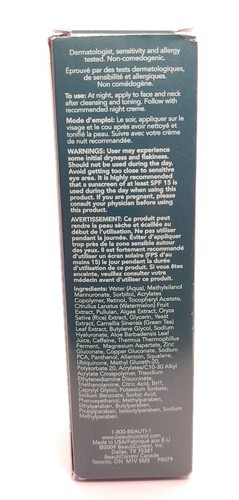 Dermatologist, sensitivity and allergy
tested. Non-comedogenic.
Éprouvé par des tests dermatologiques,
de sensibilité et allergiques.
Non comédogène.
To use: At night, apply to face and neck
after cleansing and toning. Follow with
recommended night creme.
Mode d'emploi: Le soir, appliquer sur le
visage et le cou après avoir nettoyé et
tonifié la peau. Suivre avec votre crème
de nuit recommandée.
WARNINGS: User may experience
some initial dryness and flakiness.
Should not be used during the day.
Avoid getting too close to sensitive
eye area. It is highly recommended
that a sunscreen of at least SPF 15 is
used during the day when using this
product. If you are pregnant, please
consult your physician before using
this product.
AVERTISSEMENT: Ce produit peut
rendre la peau sèche et écaillée au
début de l'utilisation. Ne pas utiliser
pendant la journée. Éviter d'appliquer
trop près de la zone sensible autour
des yeux. Il est fortement recommandé
d'utiliser un écran solaire (FPS d'au
moins 15) le jour pendant la durée
d'utilisation de ce produit. Si vous êtes
enceinte, veuillez consulter votre
médecin avant d'utiliser ce produit.
Ingredients: Water (Aqua), Methylsilanol
Mannuronate, Sorbitol, Acrylates
Copolymer, Retinol, Tocopheryl Acetate,
Citrullus Lanatus (Watermelon) Fruit
Extract, Pullulan, Algae Extract, Oryza
Sativa (Rice) Extract, Glycerin, Yeast
Extract, Camellia Sinensis (Green Tea)
Leaf Extract, Butylene Glycol, Sodium
Hyaluronate, Aloe Barbadensis Leaf
Juice, Caffeine, Thermus Thermophillus
Ferment, Magnesium Aspartate, Zinc
Gluconate, Copper Gluconate, Sodium
PCA, Panthenol, Allantoin, Squalane,
Ubiquinone, Methyl Gluceth-20,
Polysorbate 20, Acrylates/C10-30 Alkyl
Acrylate Crosspolymer, Trisodium
Ethylenediamine Disuccinate,
Triethanolamine, Citric Acid, BHT,
Caprylyl Glycol, Potassium Sorbate,
Sodium Benzoate, Sorbic Acid,
Phenoxyethanol, Methylparaben,
Ethylparaben, Butylparaben,
Propylparaben, Isobutylparaben, Sodium
Methylparaben.
1-800-BEAUTI-1
www.beauticontrol.com
Made in USA/Fabriqué aux É-U
©2009 BeautiControl, Inc.
Dallas, TX 75381
BeautiControl Canada
Toronto, ON M1V 5M5 P6079